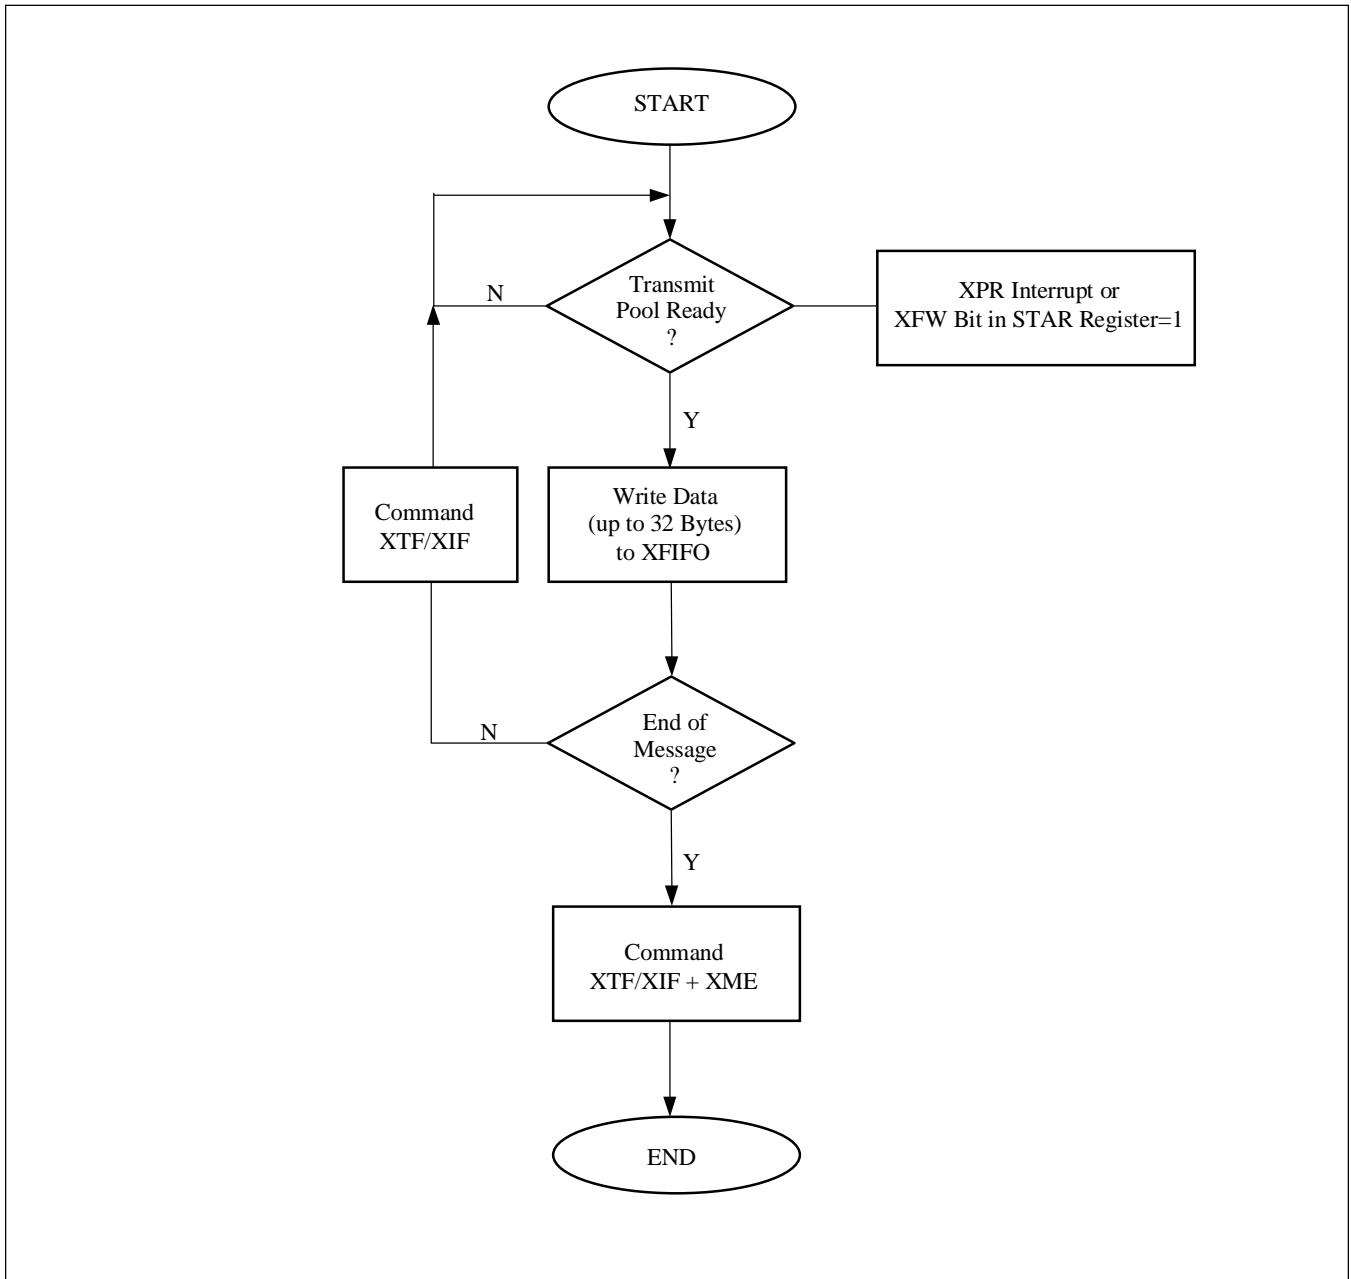 START
Transmit
Pool Ready
?
N
XPR Interrupt or
XFW Bit in STAR Register=1
Y
Command
XTF/XIF
Write Data
(up to 32 Bytes)
to XFIFO
End of
Message
?
N
Y
Command
XTF/XIF + XME
END